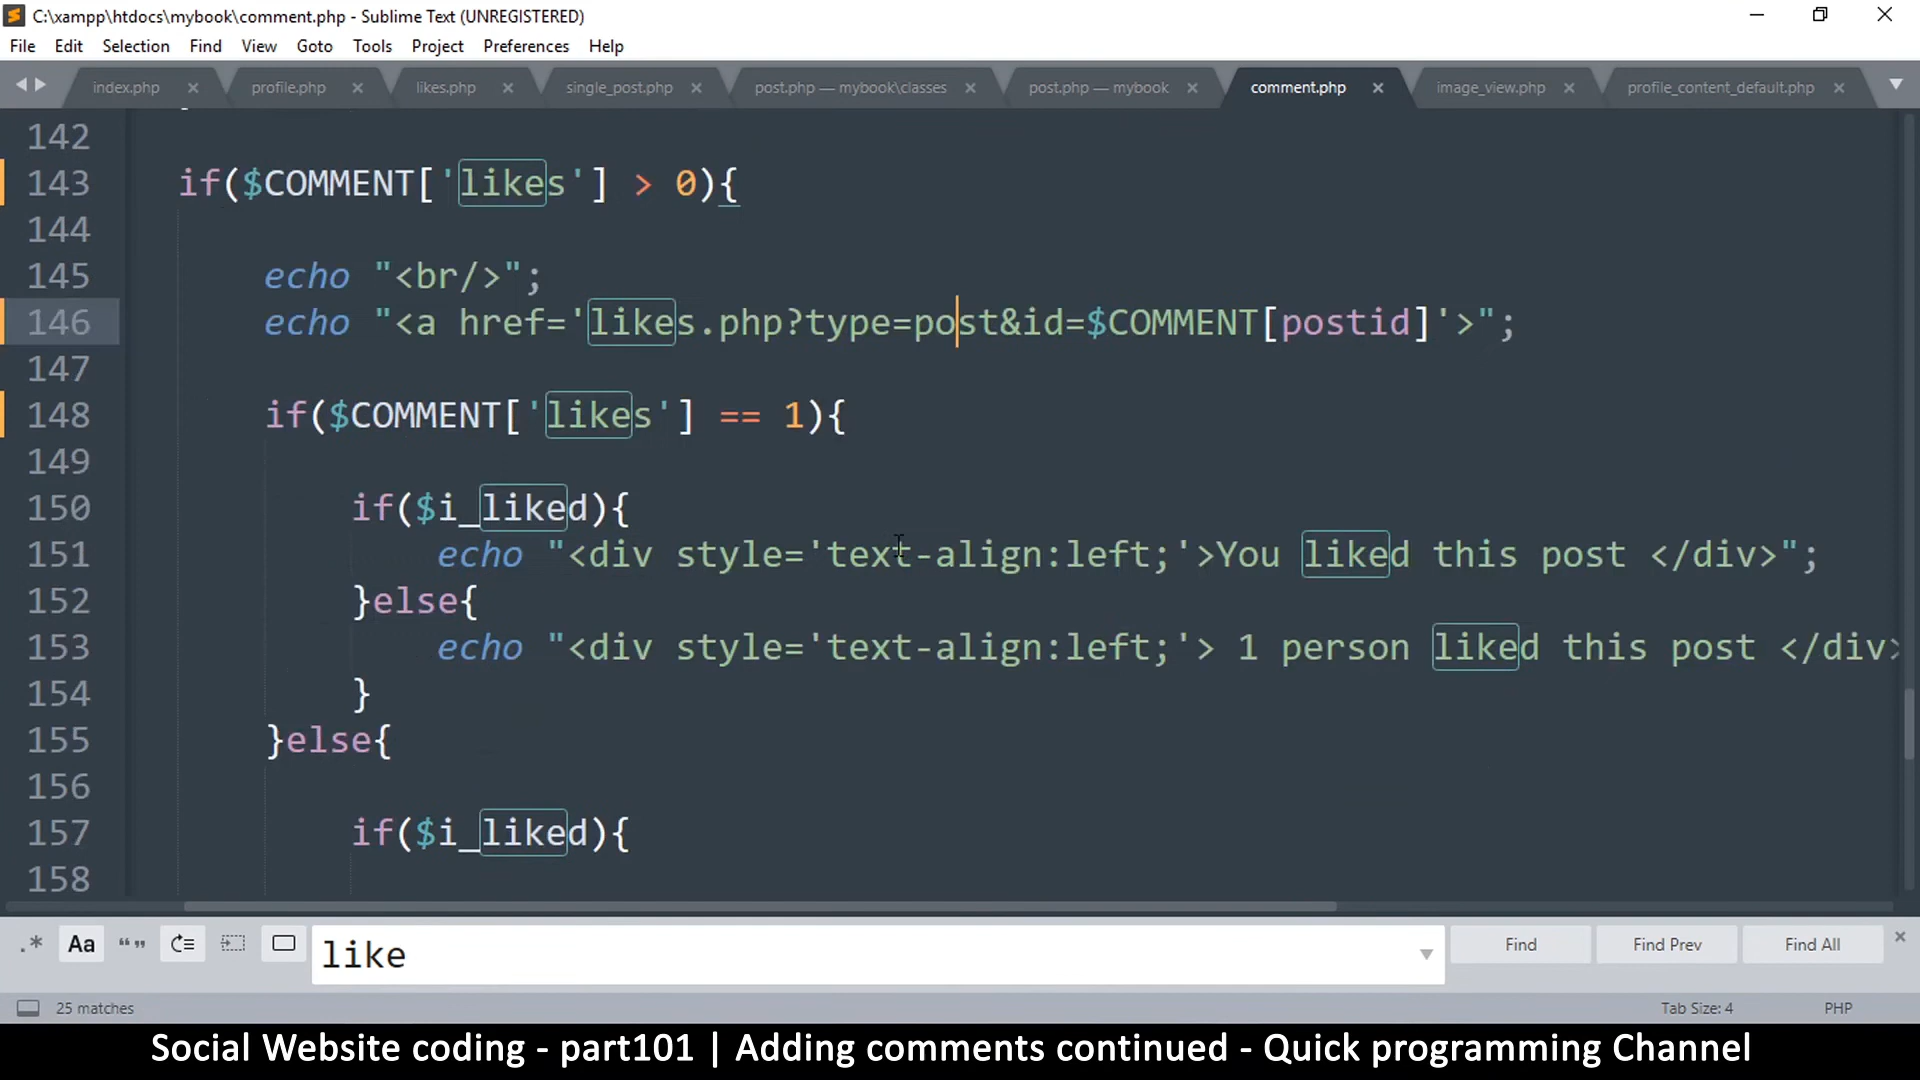 C:\xampp\htdocs\mybook\comment.php - Sublime Text (UNREGISTERED)
File Edit Selection Find View Goto Tools Project Preferences Help
index.php profile.php likes.php single_post.php post.php — mybook\classes post.php — mybook comment.php image_view.php profile_content_default.php
142
143 if($COMMENT['likes'] > 0){
144
145 echo "<br/>";
146 echo "<a href='likes.php?type=post&id=$COMMENT[postid]'>";
147
148 if($COMMENT['likes'] == 1){
149
150 if($i_liked){
151 echo "<div style='text-align:left;'>You liked this post </div>";
152 }else{
153 echo "<div style='text-align:left;'> 1 person liked this post </div>
154 }
155 }else{
156
157 if($i_liked){
158
.* Aa “” like Find Find Prev Find All
25 matches Tab Size: 4 PHP
Social Website coding - part101 | Adding comments continued - Quick programming Channel